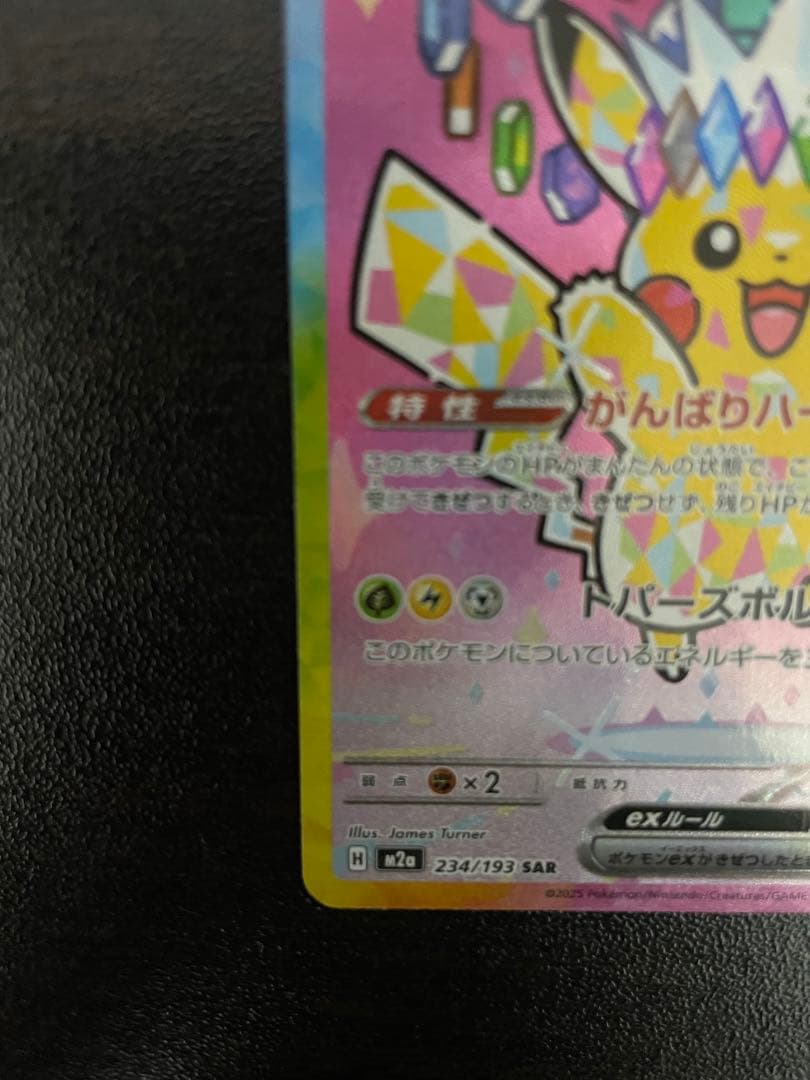 特性 がんばりハー
このポケモンのHPがまんたんの状態で、こ
受けてきぜつするとき、きぜつせず、残りHPが
トパーズボル
このポケモンについているエネルギーを
弱点 ×2 抵抗力
exルール
Illus. James Turner
ポケモンexがきぜつしたと
H M2a 234/193 SAR
©2025 Pokémon/Nintendo/Creatures/GAME